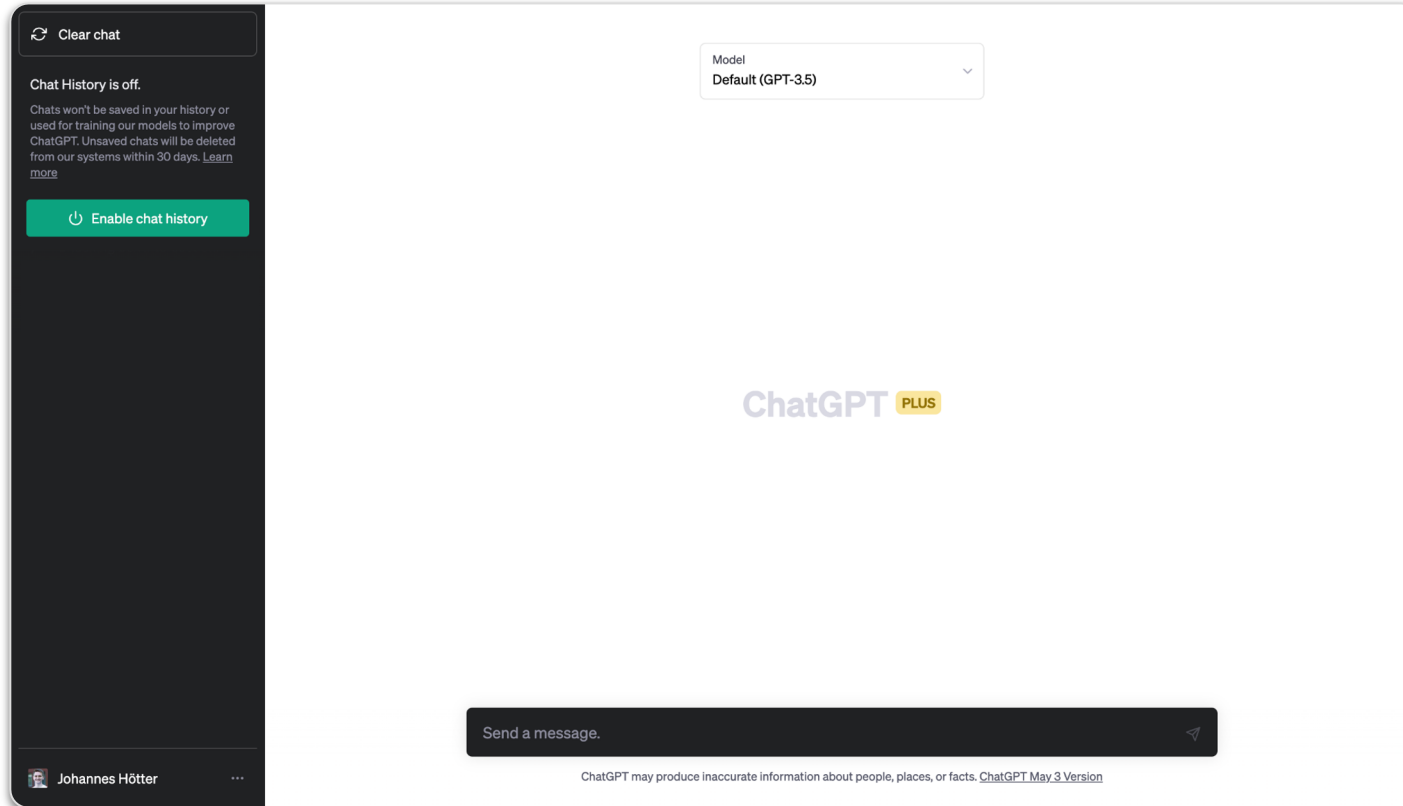 Clear chat
Chat History is off.
Chats won't be saved in your history or
used for training our models to improve
ChatGPT. Unsaved chats will be deleted
from our systems within 30 days. Learn
more
Enable chat history
Johannes Hötter
Model
Default (GPT-3.5)
ChatGPT PLUS
Send a message.
ChatGPT may produce inaccurate information about people, places, or facts. ChatGPT May 3 Version